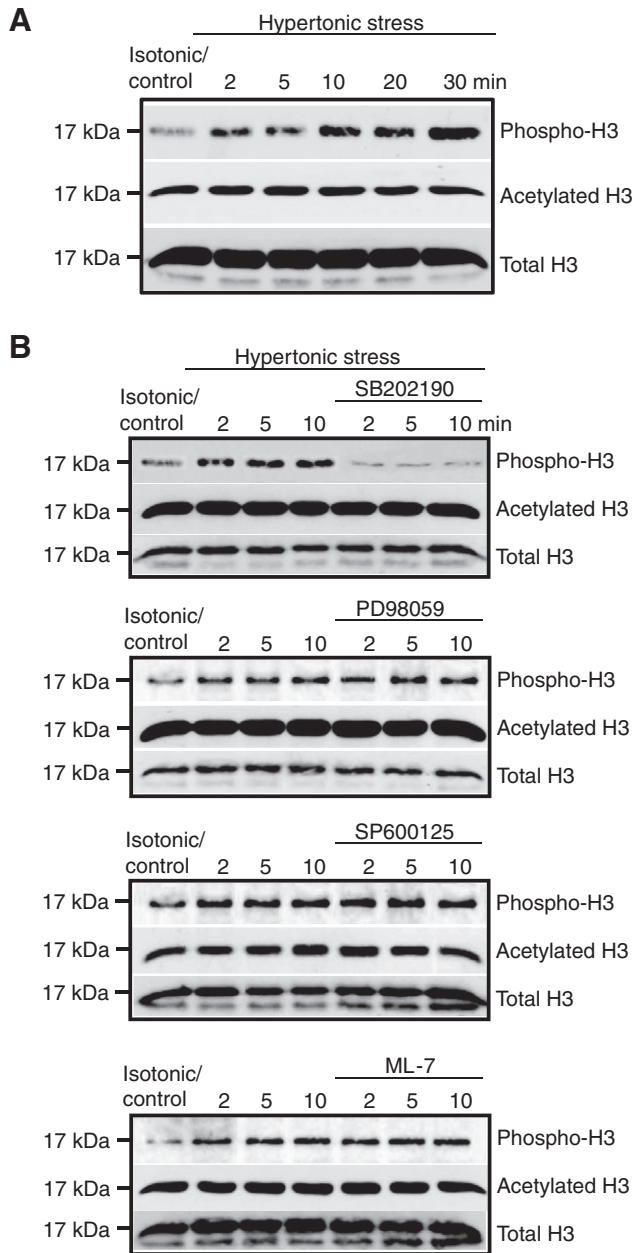 A
Hypertonic stress
Isotonic/
control 2 5 10 20 30 min
17 kDa Phospho-H3
17 kDa Acetylated H3
17 kDa Total H3
B
Hypertonic stress
SB202190
Isotonic/
control 2 5 10 2 5 10 min
17 kDa Phospho-H3
17 kDa Acetylated H3
17 kDa Total H3
PD98059
Isotonic/
control 2 5 10 2 5 10
17 kDa Phospho-H3
17 kDa Acetylated H3
17 kDa Total H3
SP600125
Isotonic/
control 2 5 10 2 5 10
17 kDa Phospho-H3
17 kDa Acetylated H3
17 kDa Total H3
ML-7
Isotonic/
control 2 5 10 2 5 10
17 kDa Phospho-H3
17 kDa Acetylated H3
17 kDa Total H3